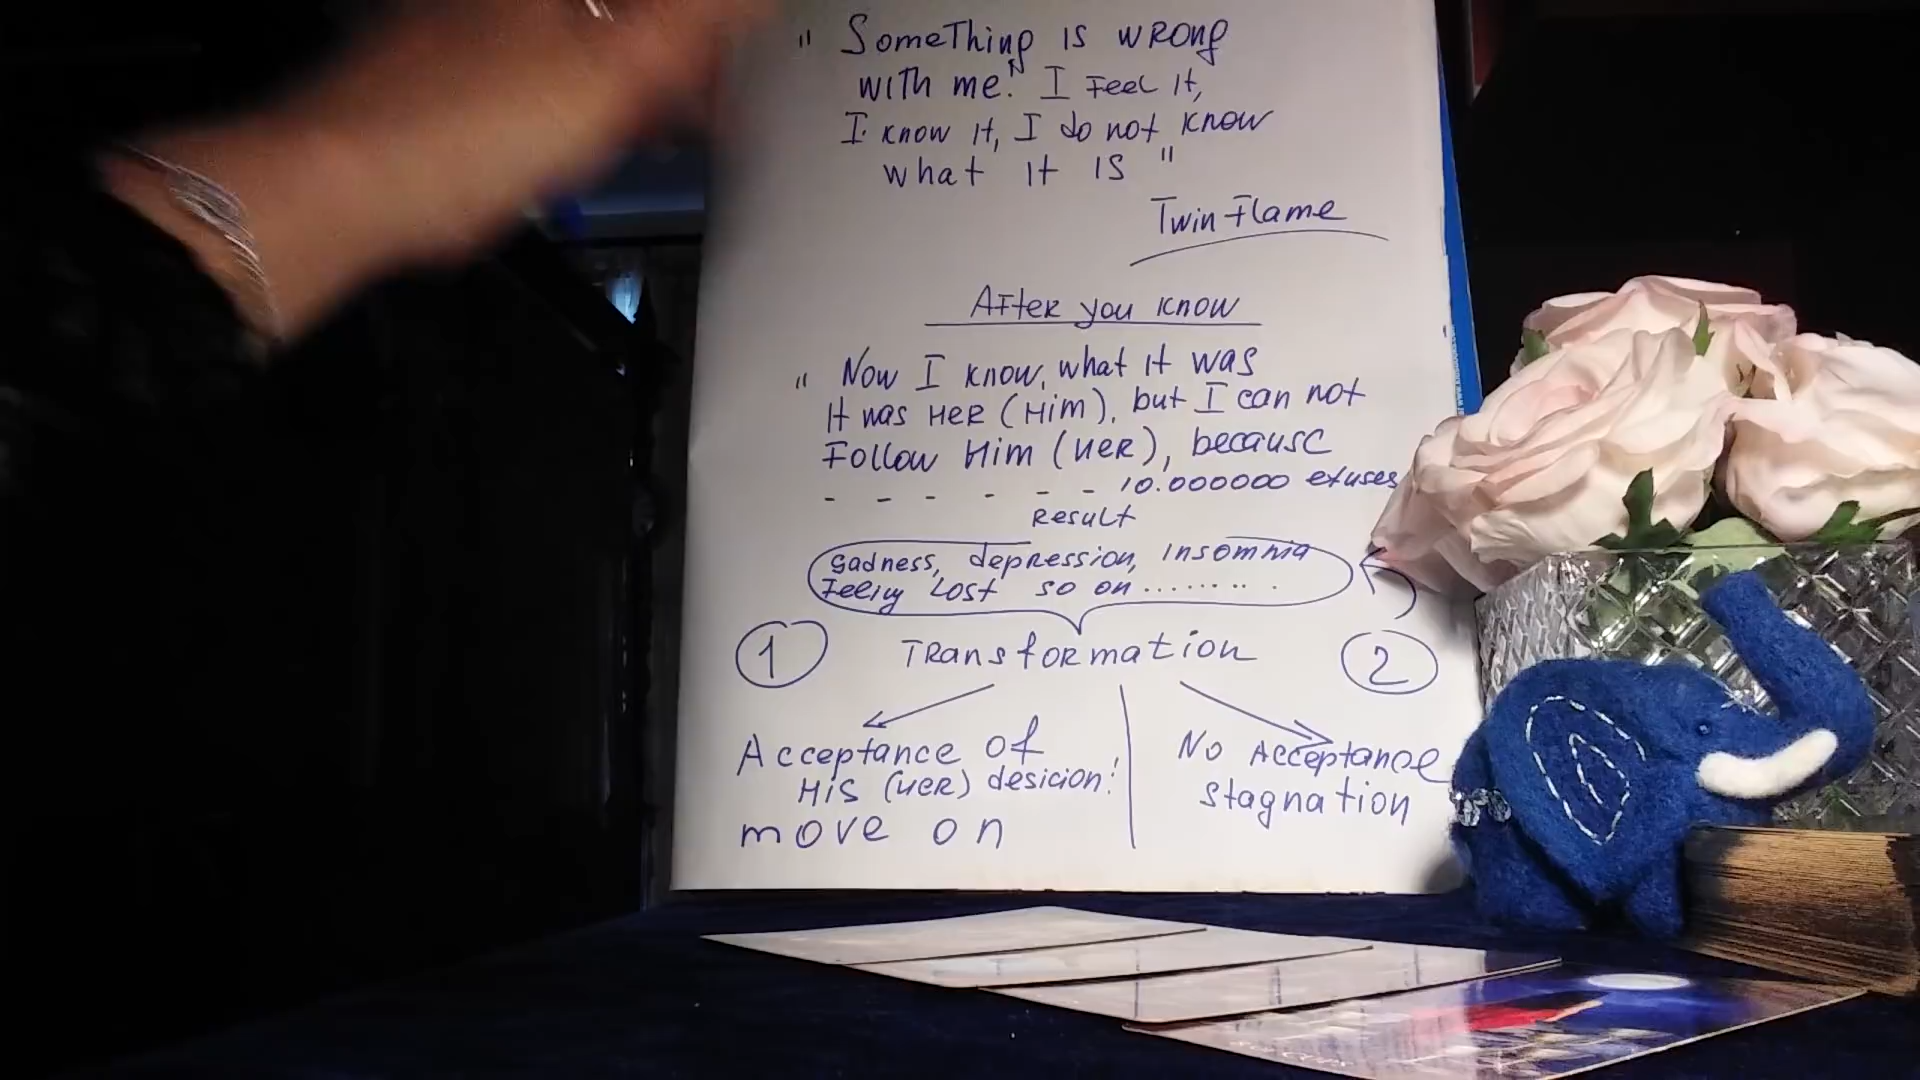 " Something is wrong
with me." I Feel it,
I know it, I do not know
what it is "
Twin Flame
After you know
" Now I know, what it was
It was Her (Him), but I can not
Follow Him (Her), because
- - - - - - 10.000000 exuses
Result
Sadness, depression, insomnia
Feeliy Lost so on .........
1 Transformation 2
Acceptance of
His (Her) desicion!
move on
No Acceptance
Stagnation